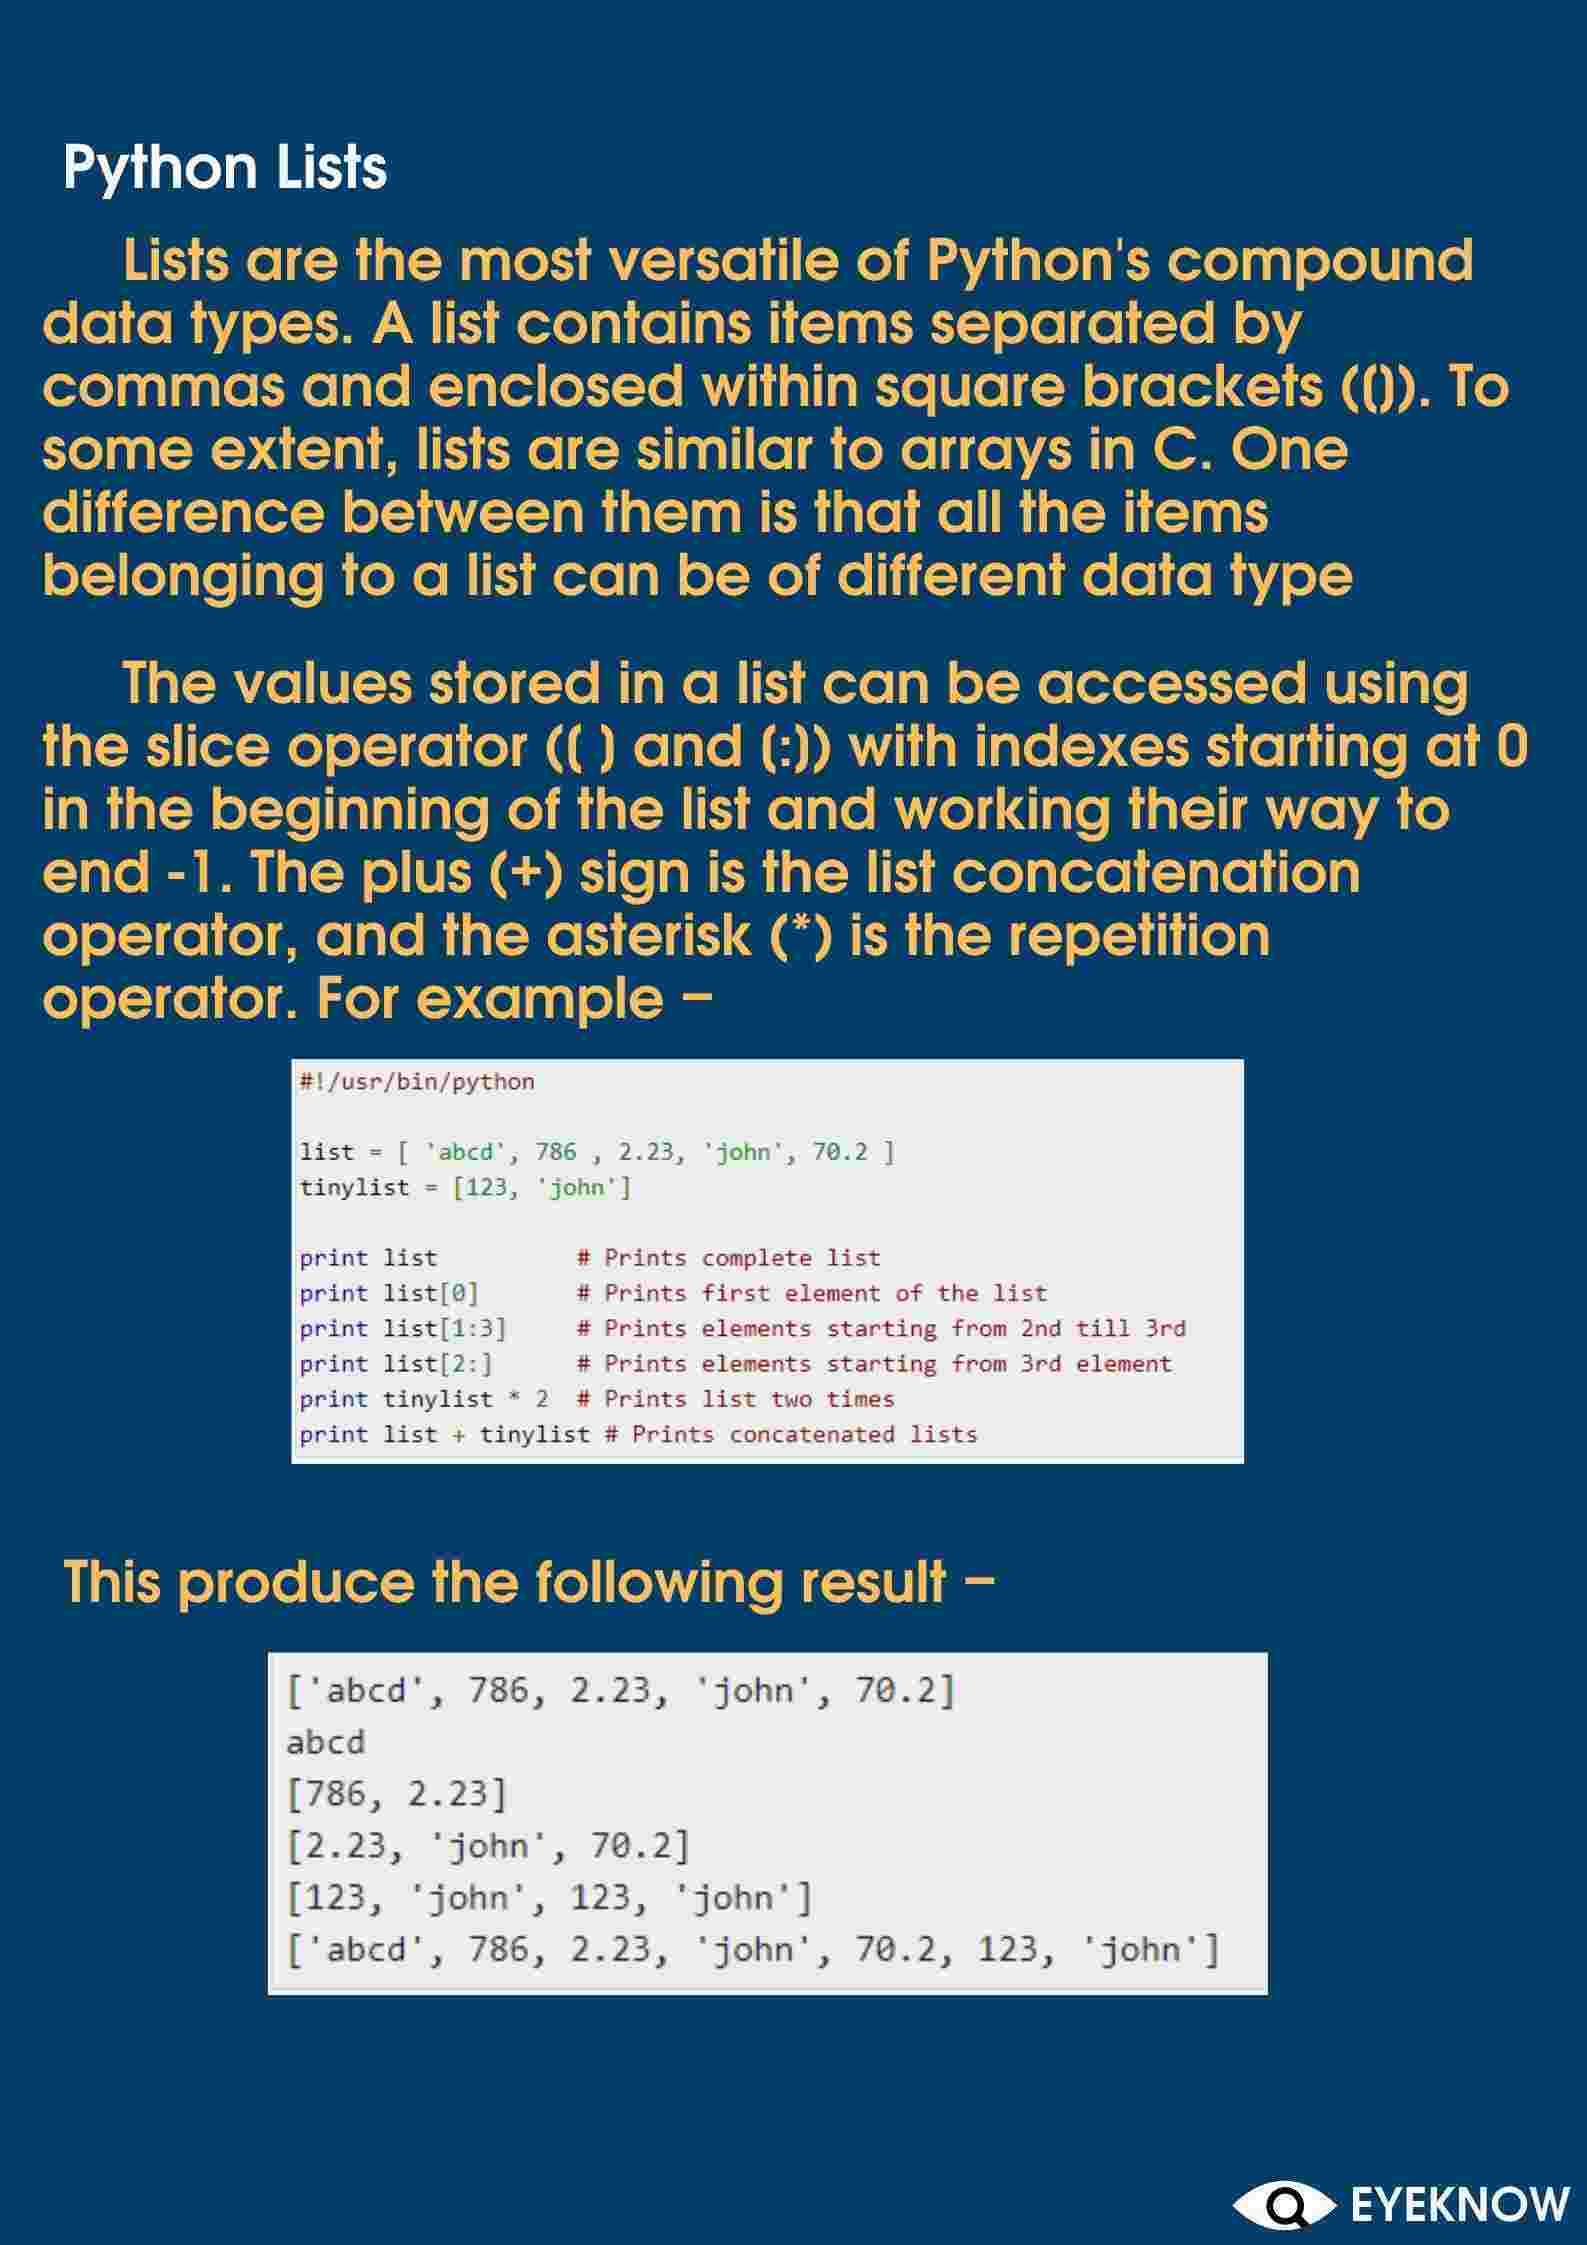 Python Lists
Lists are the most versatile of Python's compound
data types. A list contains items separated by
commas and enclosed within square brackets (()). To
some extent, lists are similar to arrays in C. One
difference between them is that all the items
belonging to a list can be of different data type
The values stored in a list can be accessed using
the slice operator (( ) and (:)) with indexes starting at 0
in the beginning of the list and working their way to
end -1. The plus (+) sign is the list concatenation
operator, and the asterisk (*) is the repetition
operator. For example –
#!/usr/bin/python
list = [ 'abcd', 786 , 2.23, 'john', 70.2 ]
tinylist = [123, 'john']
print list          # Prints complete list
print list[0]       # Prints first element of the list
print list[1:3]     # Prints elements starting from 2nd till 3rd
print list[2:]      # Prints elements starting from 3rd element
print tinylist * 2  # Prints list two times
print list + tinylist # Prints concatenated lists
This produce the following result –
['abcd', 786, 2.23, 'john', 70.2]
abcd
[786, 2.23]
[2.23, 'john', 70.2]
[123, 'john', 123, 'john']
['abcd', 786, 2.23, 'john', 70.2, 123, 'john']
EYEKNOW